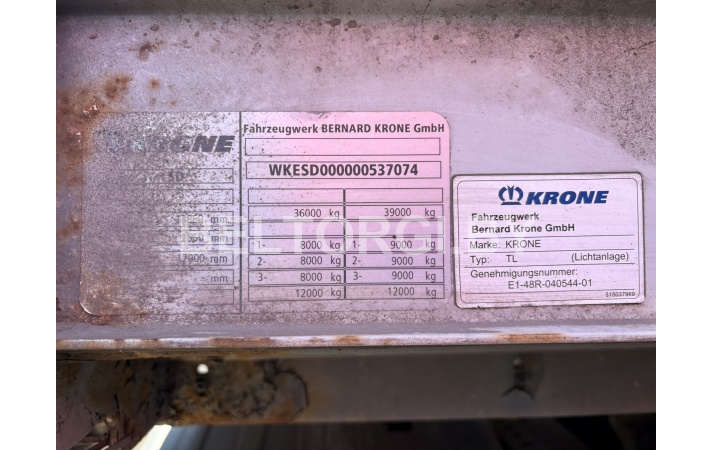 KRONE
Fahrzeugwerk BERNARD KRONE GmbH
WKESD000000537074
36000 kg 39000 kg
1- 8000 kg 1- 9000 kg
2- 8000 kg 2- 9000 kg
3- 8000 kg 3- 9000 kg
12000 kg 12000 kg
mm
mm
mm
mm
KRONE
Fahrzeugwerk
Bernard Krone GmbH
Marke: KRONE
Typ: TL (Lichtanlage)
Genehmigungsnummer:
E1-48R-040544-01
515037969